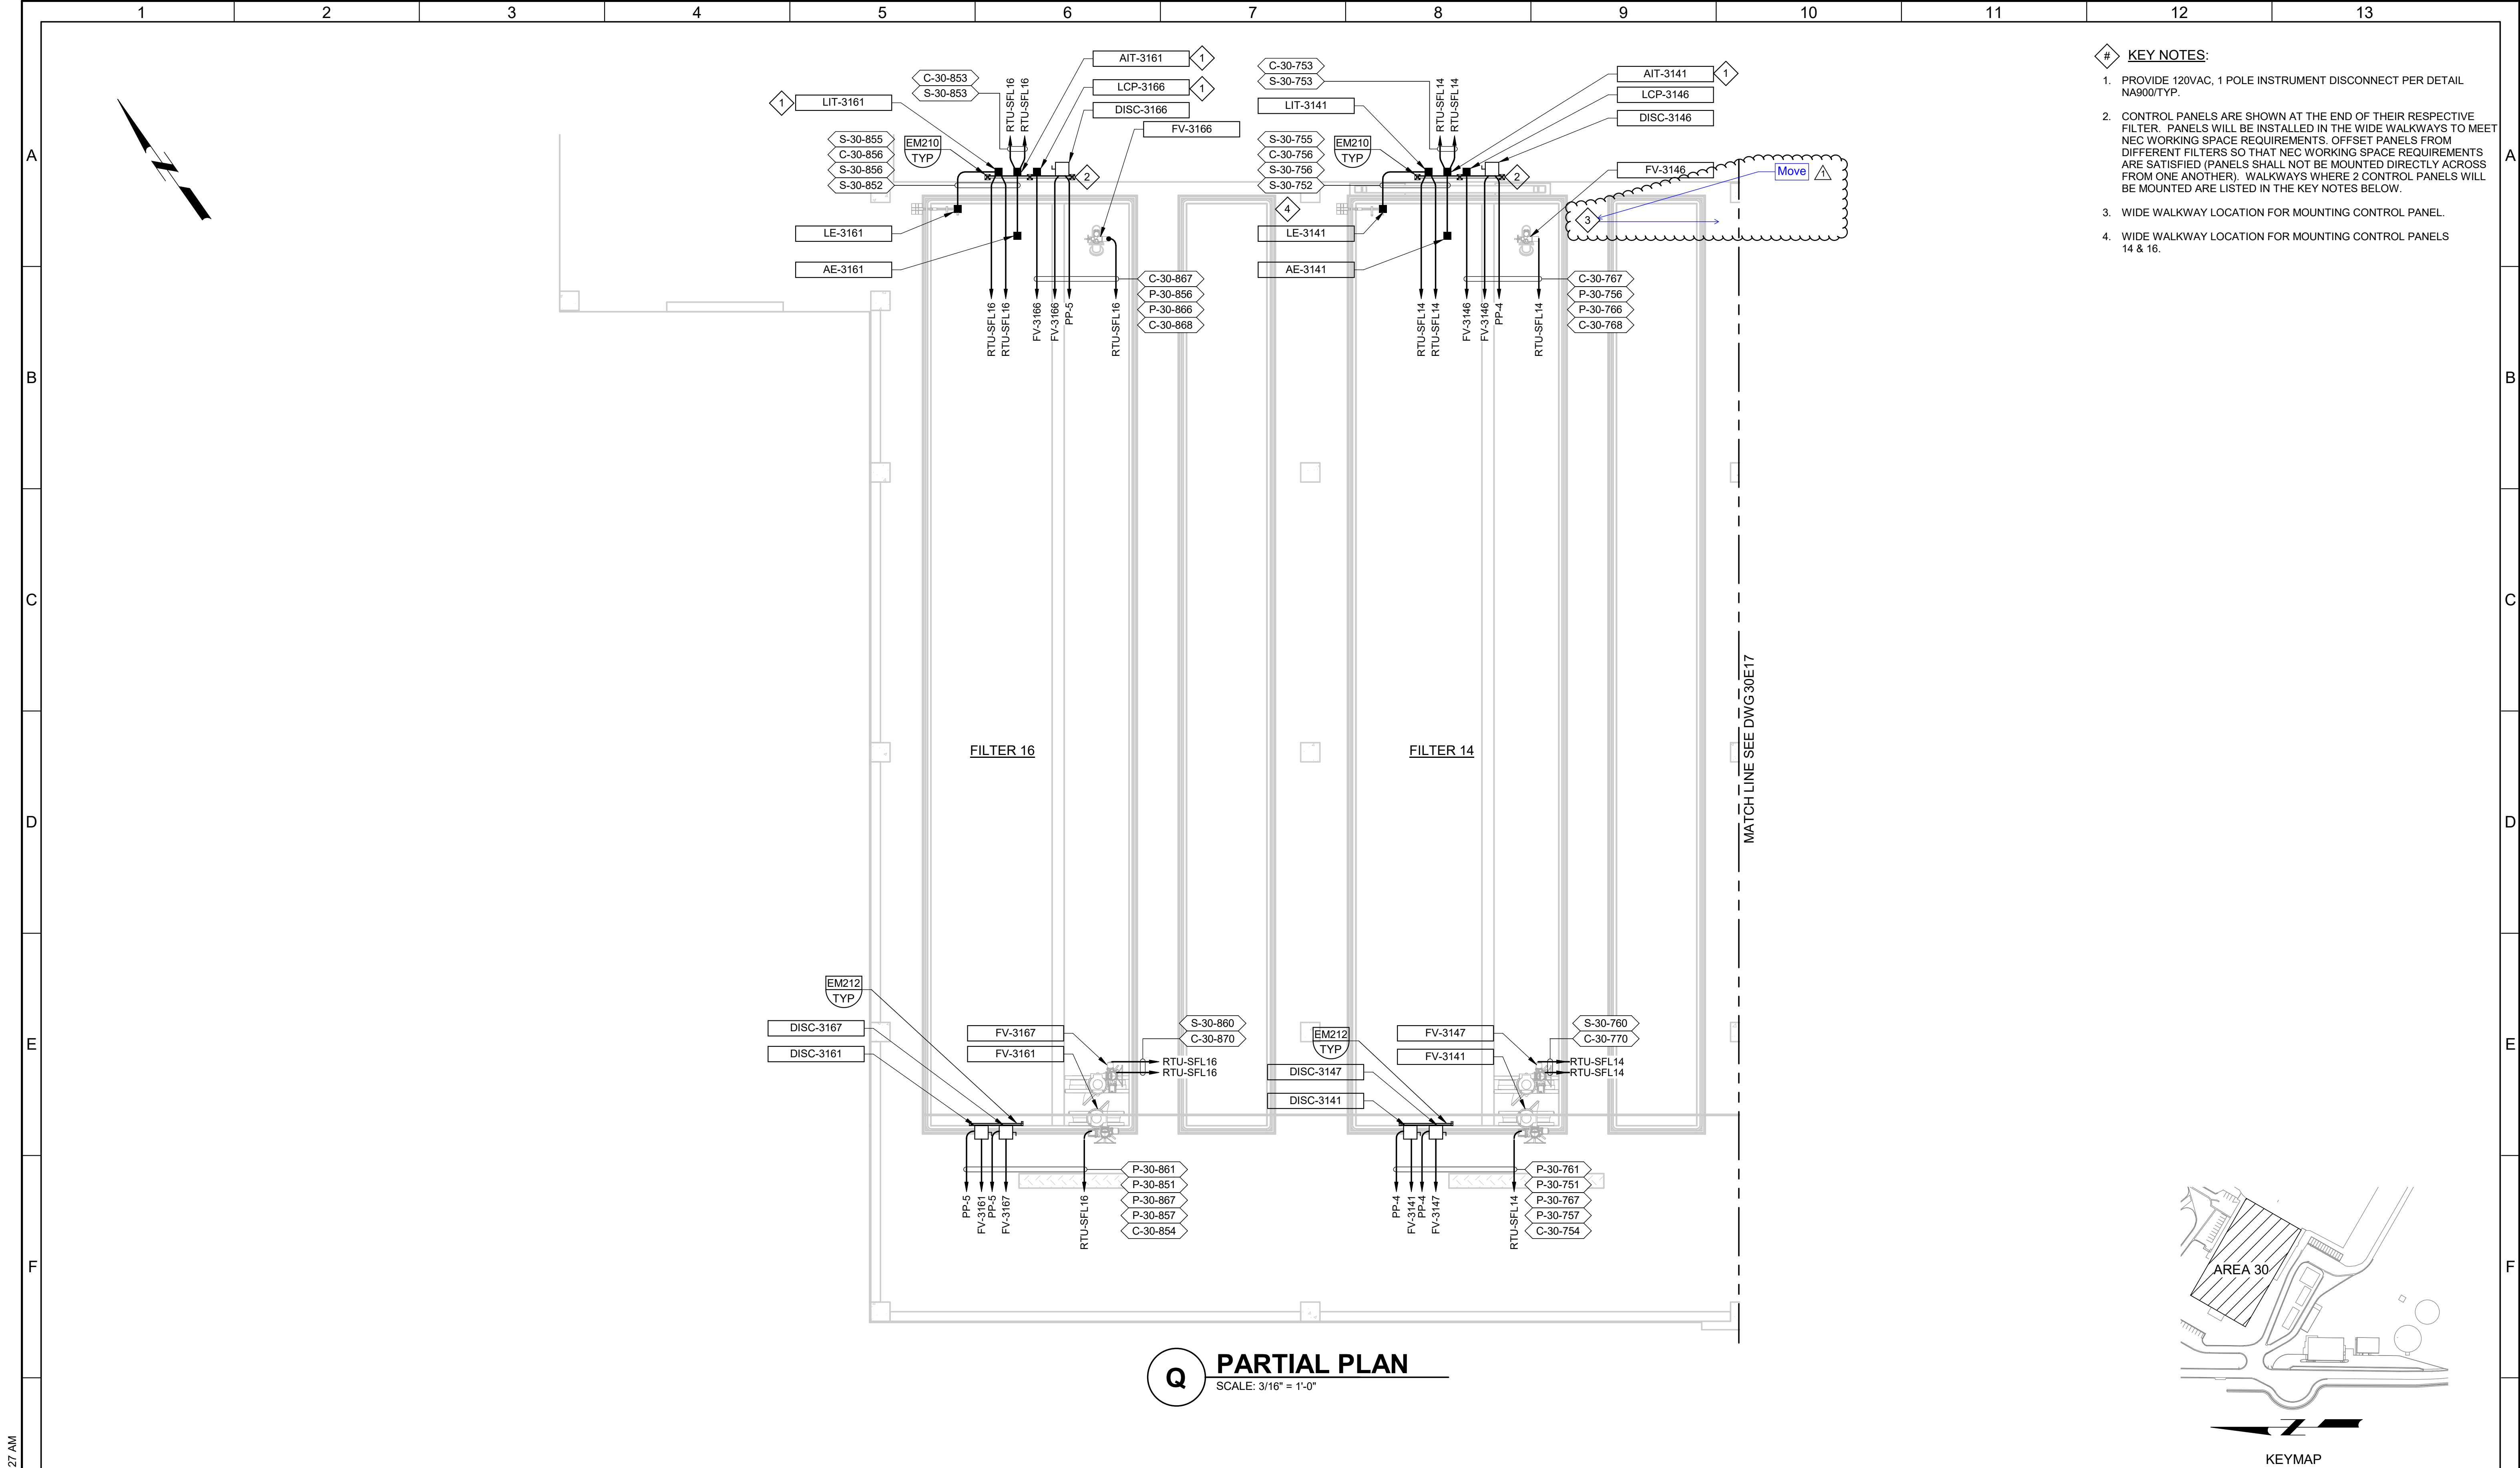 1 2 3 4 5 6 7 8 9 10 11 12 13
A
B
C
D
E
F
A
B
C
D
E
F
C-30-853
S-30-853
RTU-SFL16
RTU-SFL16
AIT-3161
1
LCP-3166
1
DISC-3166
FV-3166
1
LIT-3161
S-30-855
C-30-856
S-30-856
S-30-852
EM210
TYP
2
LE-3161
AE-3161
C-30-867
P-30-856
P-30-866
C-30-868
RTU-SFL16
RTU-SFL16
FV-3166
FV-3166
PP-5
RTU-SFL16
C-30-753
S-30-753
RTU-SFL14
RTU-SFL14
LIT-3141
AIT-3141
1
LCP-3146
DISC-3146
FV-3146
S-30-755
C-30-756
S-30-756
S-30-752
EM210
TYP
2
4
LE-3141
AE-3141
3
Move
1
C-30-767
P-30-756
P-30-766
C-30-768
RTU-SFL14
RTU-SFL14
FV-3146
FV-3146
PP-4
RTU-SFL14
# KEY NOTES:
1. PROVIDE 120VAC, 1 POLE INSTRUMENT DISCONNECT PER DETAIL
NA900/TYP.
2. CONTROL PANELS ARE SHOWN AT THE END OF THEIR RESPECTIVE
FILTER. PANELS WILL BE INSTALLED IN THE WIDE WALKWAYS TO MEET
NEC WORKING SPACE REQUIREMENTS. OFFSET PANELS FROM
DIFFERENT FILTERS SO THAT NEC WORKING SPACE REQUIREMENTS
ARE SATIFIIED (PANELS SHALL NOT BE MOUNTED DIRECTLY ACROSS
FROM ONE ANOTHER). WALKWAYS WHERE 2 CONTROL PANELS WILL
BE MOUNTED ARE LISTED IN THE KEY NOTES BELOW.
3. WIDE WALKWAY LOCATION FOR MOUNTING CONTROL PANEL.
4. WIDE WALKWAY LOCATION FOR MOUNTING CONTROL PANELS
14 & 16.
FILTER 16
FILTER 14
MATCH LINE SEE DWG 30E17
EM212
TYP
DISC-3167
DISC-3161
FV-3167
FV-3161
S-30-860
C-30-870
RTU-SFL16
RTU-SFL16
PP-5
FV-3161
PP-5
FV-3167
RTU-SFL16
P-30-861
P-30-851
P-30-867
P-30-857
C-30-854
EM212
TYP
DISC-3147
DISC-3141
FV-3147
FV-3141
S-30-760
C-30-770
RTU-SFL14
RTU-SFL14
PP-4
FV-3141
PP-4
FV-3147
RTU-SFL14
P-30-761
P-30-751
P-30-767
P-30-757
C-30-754
Q
PARTIAL PLAN
SCALE: 3/16" = 1'-0"
AREA 30
KEYMAP
27 AM